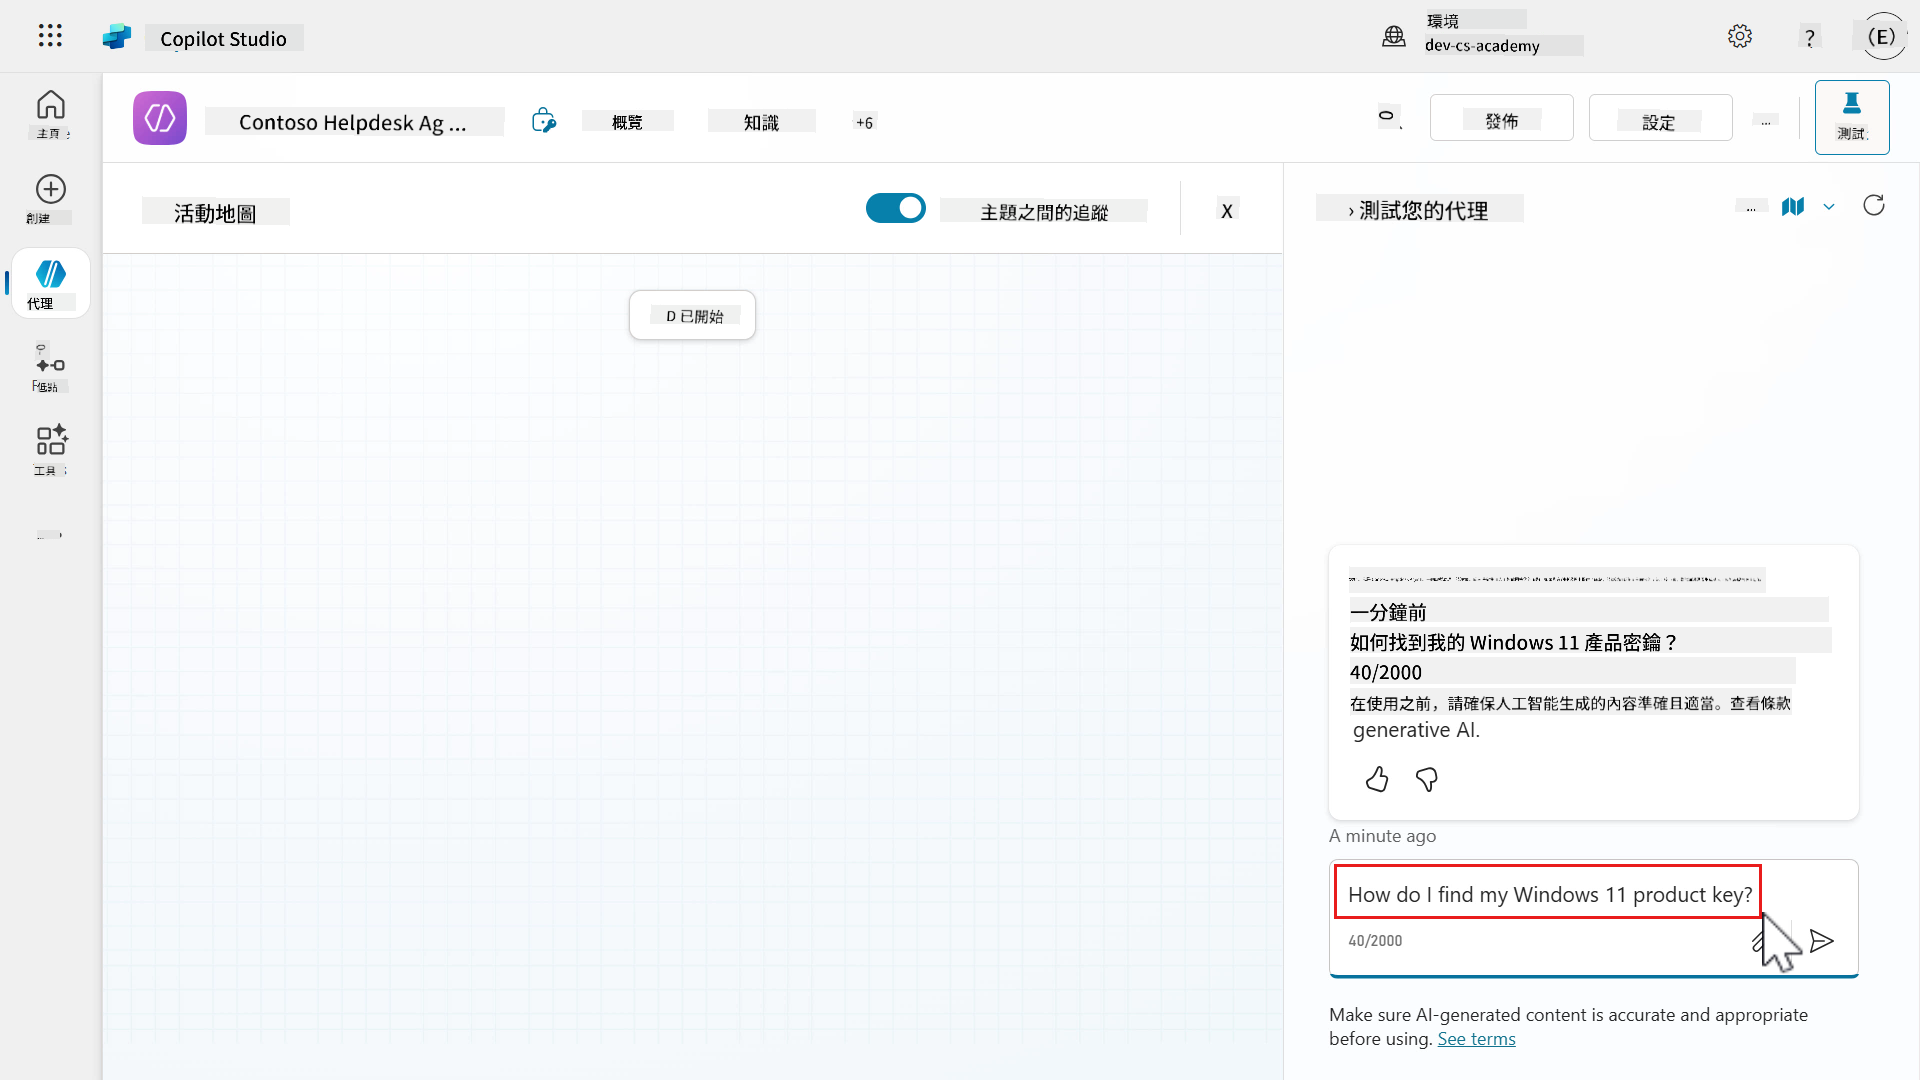 Copilot Studio
環境
dev-cs-academy
?
(E)
主頁
創建
代理
工具
Contoso Helpdesk Ag ...
概覽
知識
+6
發佈
設定
...
測試
活動地圖
主題之間的追蹤
X
D 已開始
› 測試您的代理
...
一分鐘前
如何找到我的 Windows 11 產品密鑰？
40/2000
在使用之前，請確保人工智能生成的內容準確且適當。查看條款
generative AI.
A minute ago
How do I find my Windows 11 product key?
40/2000
Make sure AI-generated content is accurate and appropriate
before using. See terms